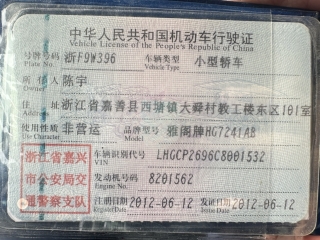 中华人民共和国机动车行驶证
Vehicle License of the People's Republic of China
号牌号码 浙F9W396 车辆类型 小型轿车
Plate No. Vehicle Type
所有人 陈宇
住址 浙江省嘉善县西塘镇大舜村教工楼东区101室
使用性质 非营运 品牌型号 雅阁牌HG7241AB
浙江省嘉兴
市公安局交
通警察支队
车辆识别代号 LHGCP2696C8001532
VIN
发动机号码 8201562
Engine No.
注册日期 2012-06-12 发证日期 2012-06-12
Register Date Issue Date